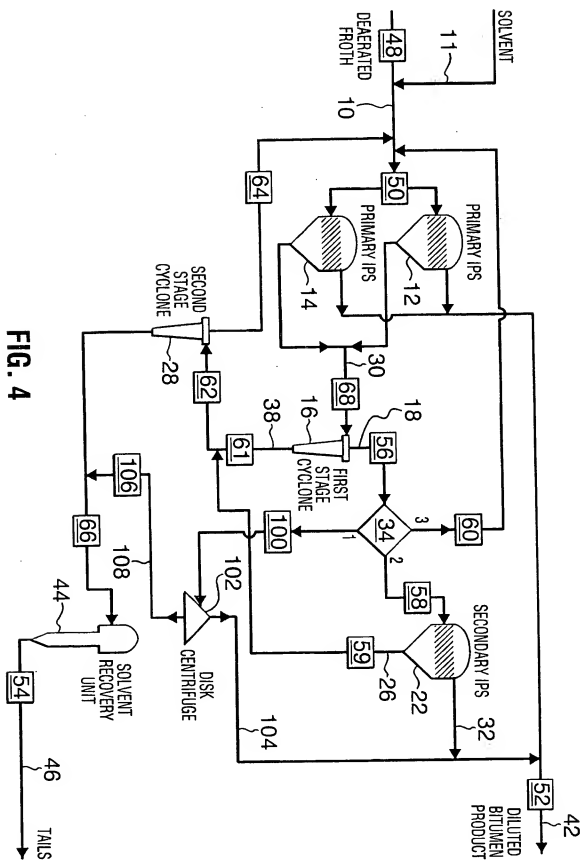 SOLVENT
11
48
DEAERATED
FROTH
10
50
PRIMARY IPS
12
PRIMARY IPS
14
64
SECOND
STAGE
CYCLONE
28
62
30
68
16
18
FIRST STAGE
CYCLONE
38
61
56
34
1
2
3
60
58
SECONDARY IPS
22
26
59
32
100
102
DISK
CENTRIFUGE
104
106
108
66
44
SOLVENT
RECOVERY
UNIT
54
46
TAILS
52
42
DILUTED
BITUMEN
PRODUCT
FIG. 4